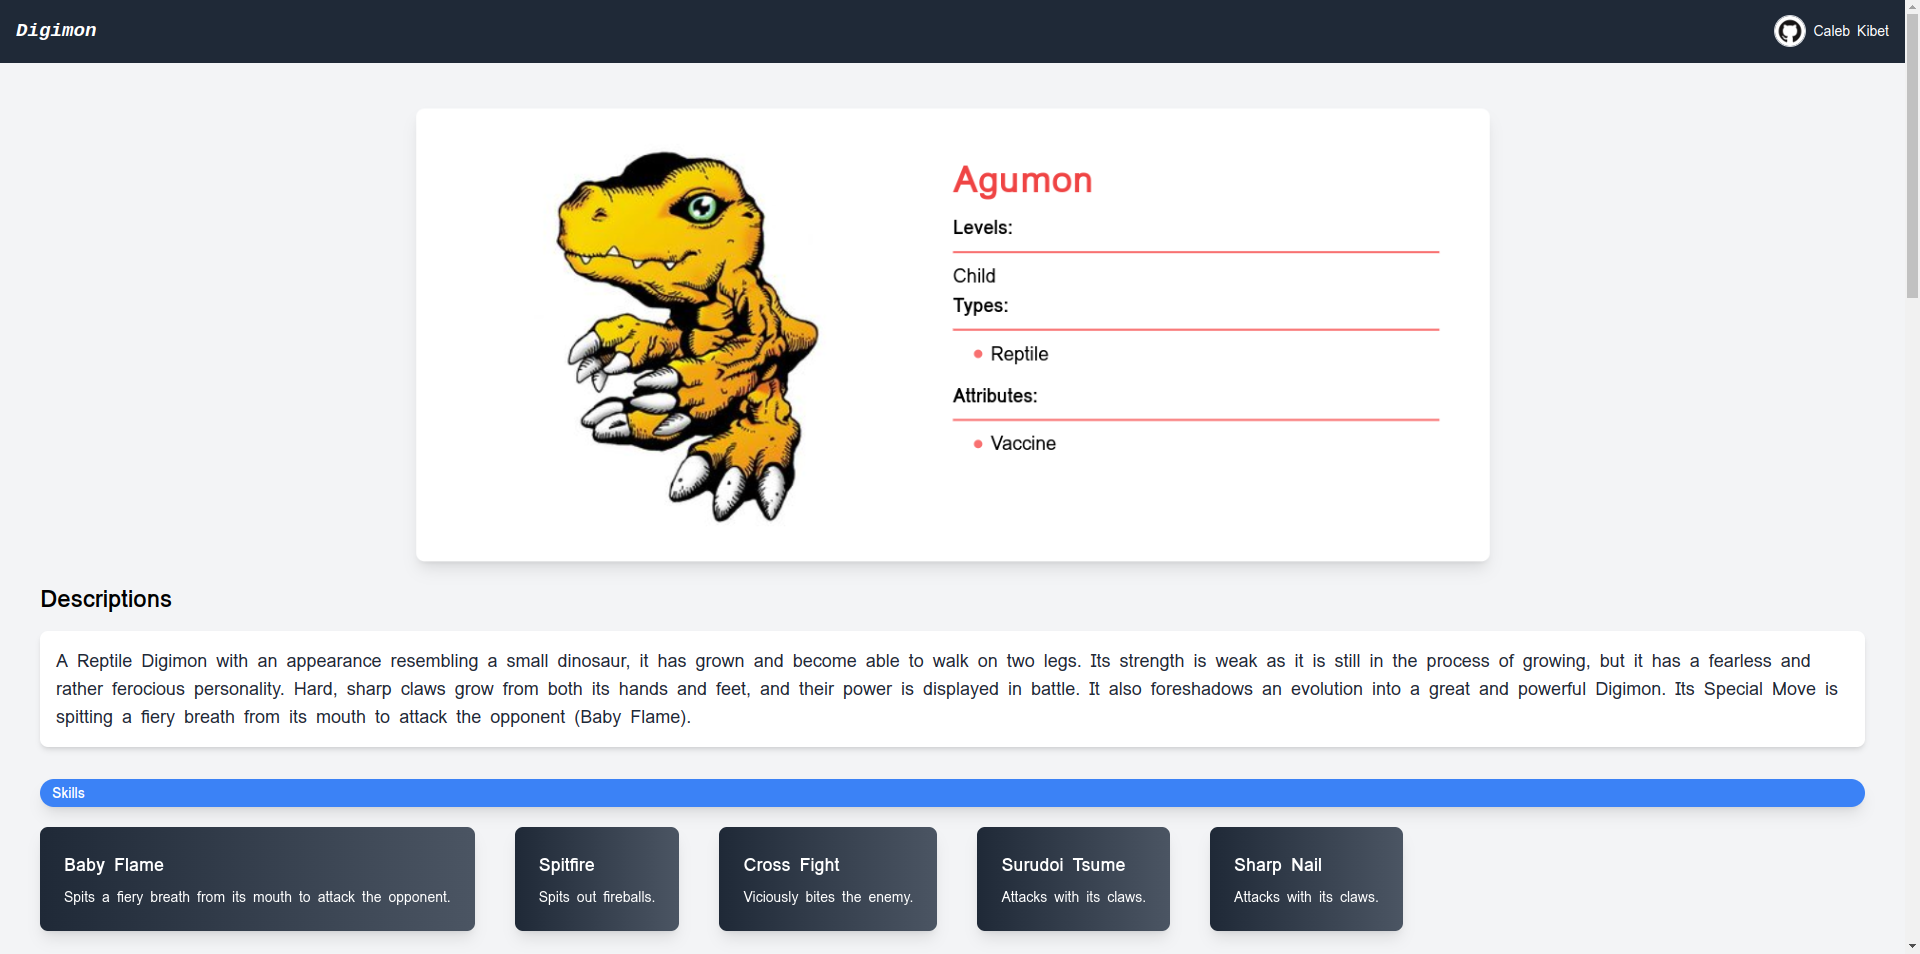 Digimon
Caleb Kibet
Agumon
Levels:
Child
Types:
Reptile
Attributes:
Vaccine
Descriptions
A Reptile Digimon with an appearance resembling a small dinosaur, it has grown and become able to walk on two legs. Its strength is weak as it is still in the process of growing, but it has a fearless and
rather ferocious personality. Hard, sharp claws grow from both its hands and feet, and their power is displayed in battle. It also foreshadows an evolution into a great and powerful Digimon. Its Special Move is
spitting a fiery breath from its mouth to attack the opponent (Baby Flame).
Skills
Baby Flame
Spits a fiery breath from its mouth to attack the opponent.
Spitfire
Spits out fireballs.
Cross Fight
Viciously bites the enemy.
Surudoi Tsume
Attacks with its claws.
Sharp Nail
Attacks with its claws.